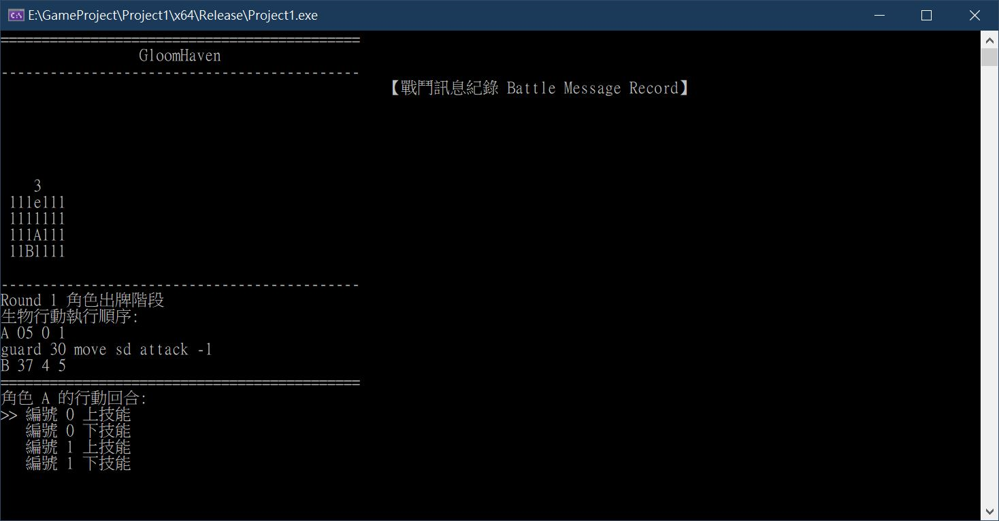 E:\GameProject\Project1\x64\Release\Project1.exe
============================================
GloomHaven
--------------------------------------------
【戰鬥訊息紀錄 Battle Message Record】
3
111e111
1111111
111A111
11B1111
--------------------------------------------
Round 1 角色出牌階段
生物行動執行順序:
A 05 0 1
guard 30 move sd attack -1
B 37 4 5
============================================
角色 A 的行動回合:
>> 編號 0 上技能
編號 0 下技能
編號 1 上技能
編號 1 下技能